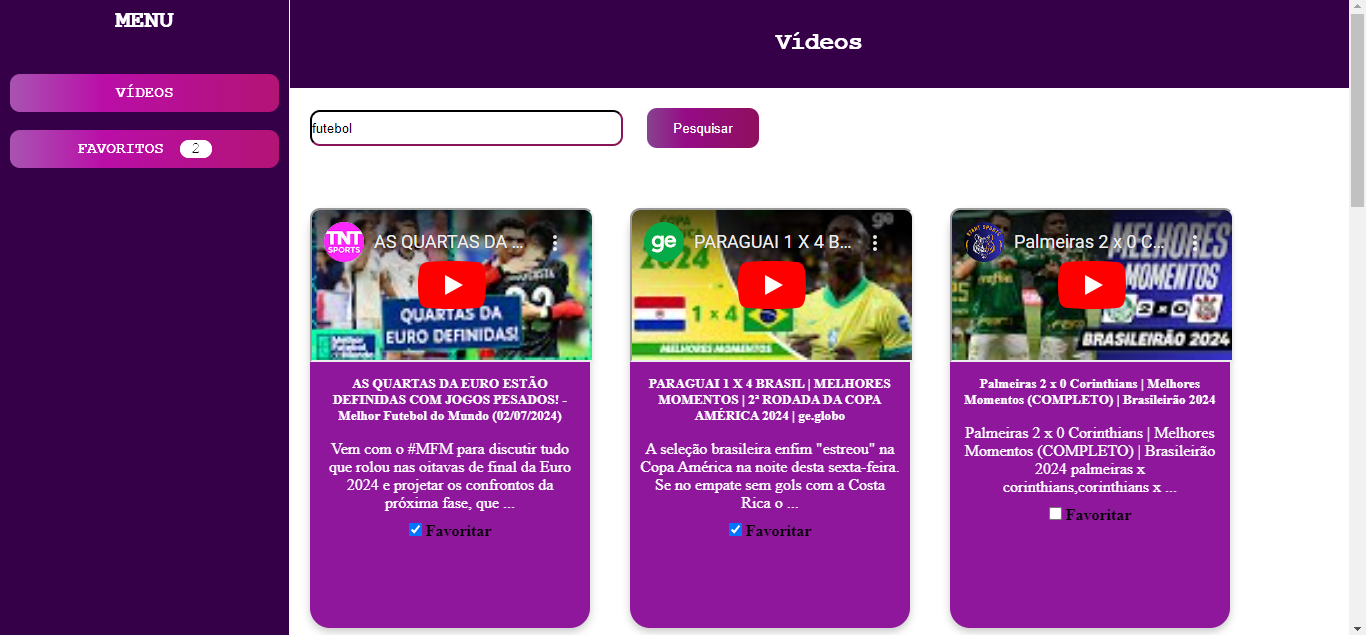 MENU
VÍDEOS
FAVORITOS 2
Vídeos
futebol
Pesquisar
TNT
SPORTS
AS QUARTAS DA ...
QUARTAS DA
EURO DEFINIDAS!
AS QUARTAS DA EURO ESTÃO
DEFINIDAS COM JOGOS PESADOS! -
Melhor Futebol do Mundo (02/07/2024)
Vem com o #MFM para discutir tudo
que rolou nas oitavas de final da Euro
2024 e projetar os confrontos da
próxima fase, que ...
Favoritar
COPA
2024
ge
ge
PARAGUAI 1 X 4 B...
1 x 4
MELHORES MOMENTOS
PARAGUAI 1 X 4 BRASIL | MELHORES
MOMENTOS | 2ª RODADA DA COPA
AMÉRICA 2024 | ge.globo
A seleção brasileira enfim "estreou" na
Copa América na noite desta sexta-feira.
Se no empate sem gols com a Costa
Rica o ...
Favoritar
Palmeiras 2 x 0 C...
MELHORES
MOMENTOS
2 x 0
BRASILEIRÃO 2024
Palmeiras 2 x 0 Corinthians | Melhores
Momentos (COMPLETO) | Brasileirão 2024
Palmeiras 2 x 0 Corinthians | Melhores
Momentos (COMPLETO) | Brasileirão
2024 palmeiras x
corinthians,corinthians x ...
Favoritar